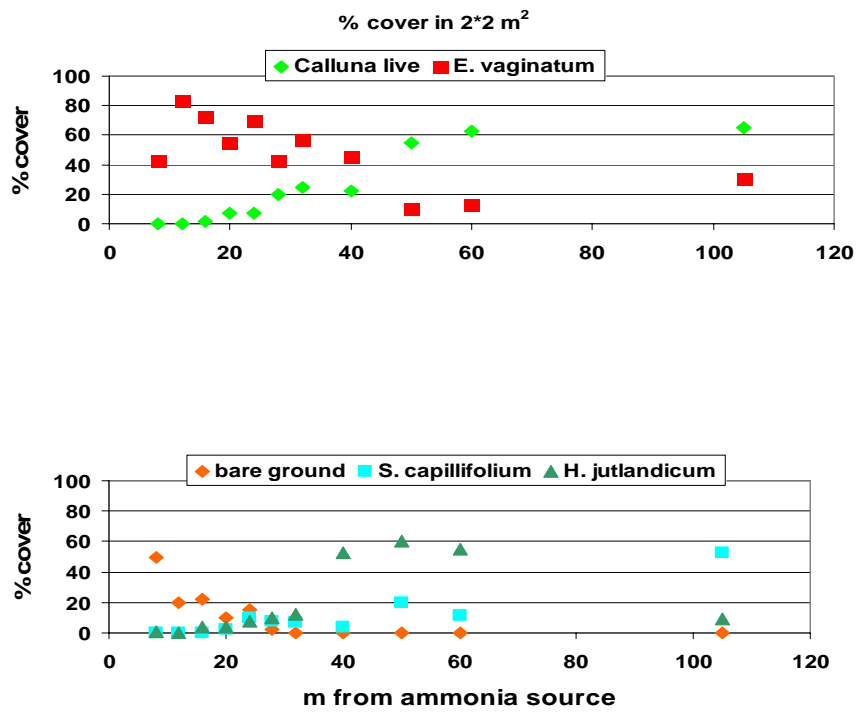 % cover in 2*2 m²
Calluna live E. vaginatum
100
80
60
40
20
0
%cover
0 20 40 60 80 100 120
bare ground S. capillifolium H. jutlandicum
100
80
60
40
20
0
%cover
0 20 40 60 80 100 120
m from ammonia source